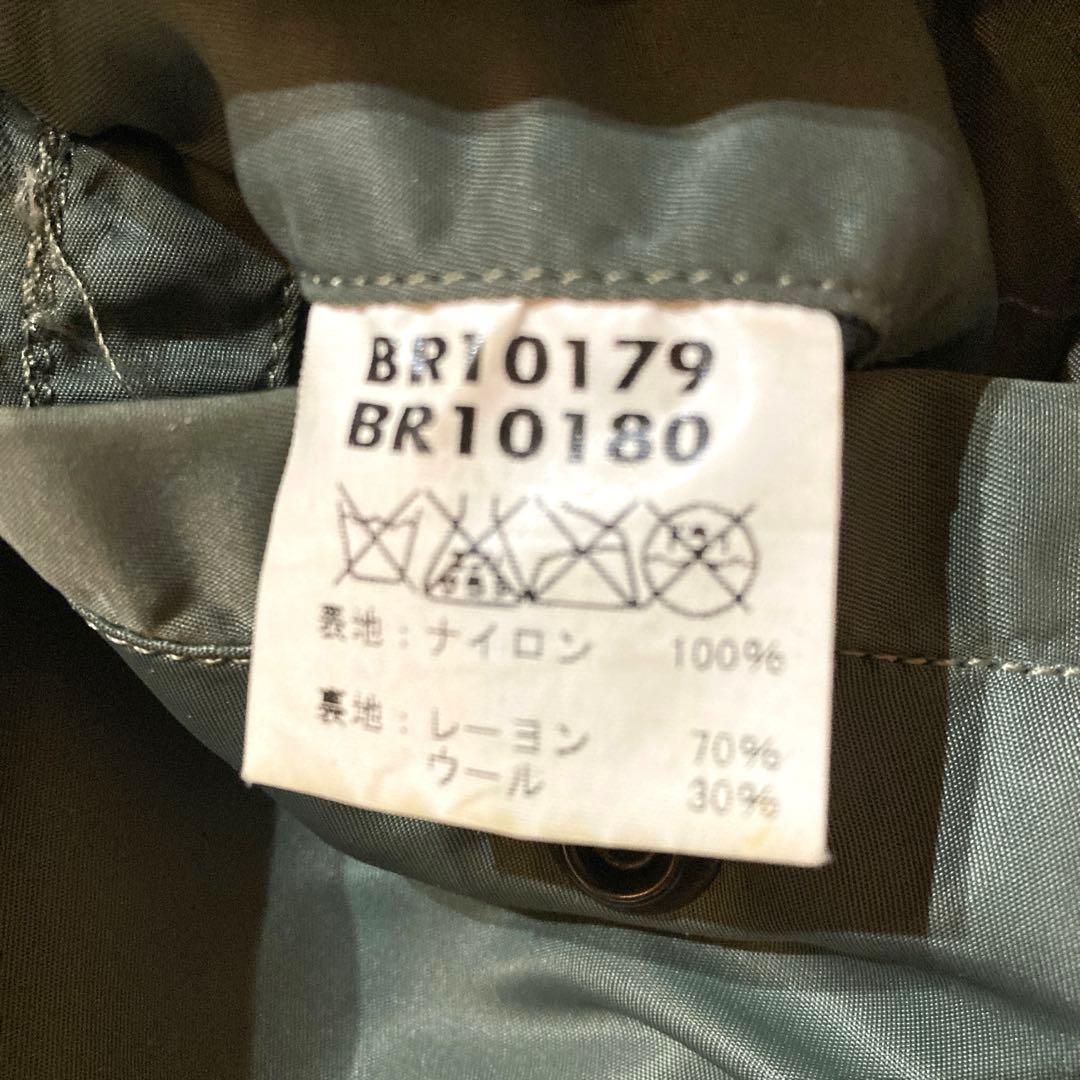 BR10179
BR10180
表地：ナイロン 100%
裏地：レーヨン 70%
ウール 30%